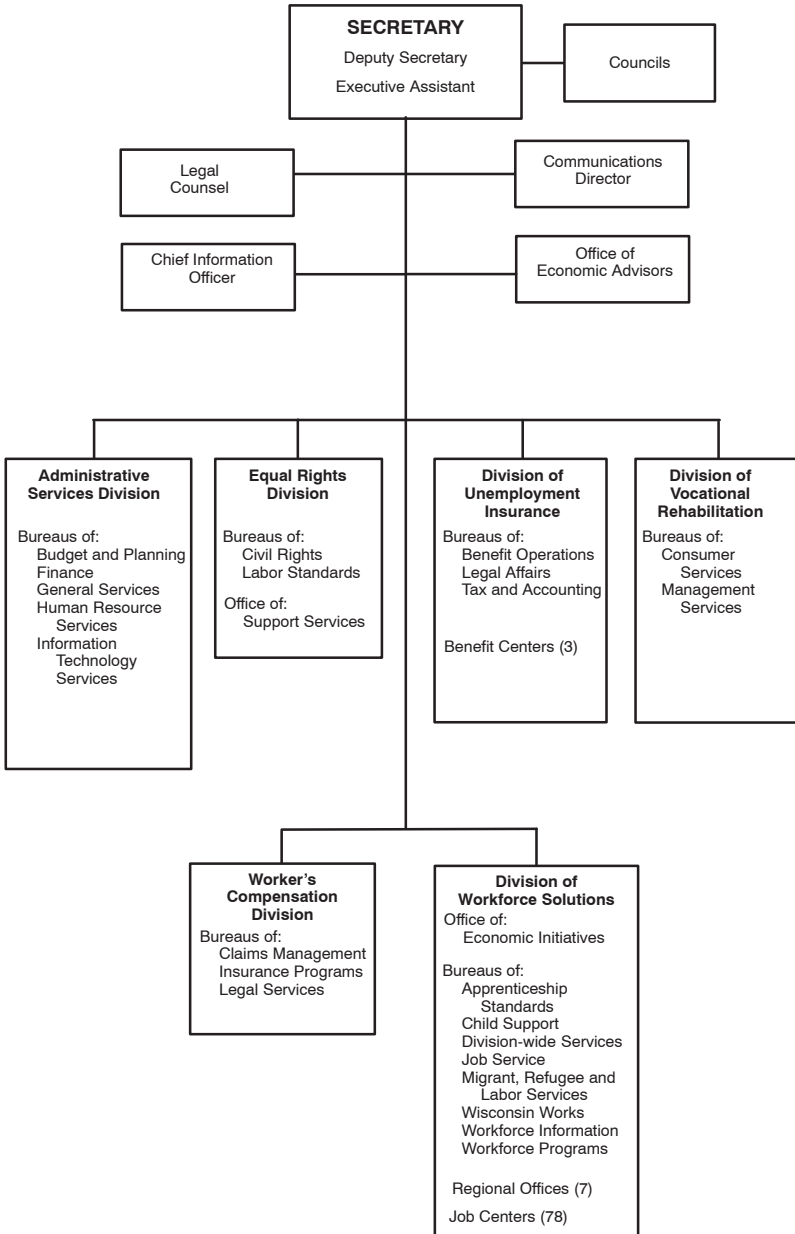 SECRETARY
Deputy Secretary
Executive Assistant
Councils
Legal
Counsel
Communications
Director
Chief Information
Officer
Office of
Economic Advisors
Administrative
Services Division
Bureaus of:
Budget and Planning
Finance
General Services
Human Resource
Services
Information
Technology
Services
Equal Rights
Division
Bureaus of:
Civil Rights
Labor Standards
Office of:
Support Services
Division of
Unemployment
Insurance
Bureaus of:
Benefit Operations
Legal Affairs
Tax and Accounting
Benefit Centers (3)
Division of
Vocational
Rehabilitation
Bureaus of:
Consumer
Services
Management
Services
Worker's
Compensation
Division
Bureaus of:
Claims Management
Insurance Programs
Legal Services
Division of
Workforce Solutions
Office of:
Economic Initiatives
Bureaus of:
Apprenticeship
Standards
Child Support
Division-wide Services
Job Service
Migrant, Refugee and
Labor Services
Wisconsin Works
Workforce Information
Workforce Programs
Regional Offices (7)
Job Centers (78)